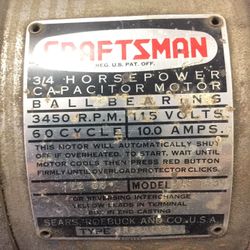 CRAFTSMAN
REG. U.S. PAT. OFF.
3/4 HORSEPOWER
CAPACITOR MOTOR
BALL BEARING
3450 R.P.M. 115 VOLTS
60 CYCLE 10.0 AMPS.
THIS MOTOR WILL AUTOMATICALLY SHUT
OFF IF OVERHEATED. TO START, WAIT UNTIL
MOTOR COOLS THEN PRESS RED BUTTON
FIRMLY UNTIL OVERLOAD PROTECTOR CLICKS.
MODEL
FOR REVERSING INTERCHANGE
YELLOW LEADS IN TERMINAL
BOX IN END CASTING
SEARS, ROEBUCK AND CO. U.S.A.
TYPE